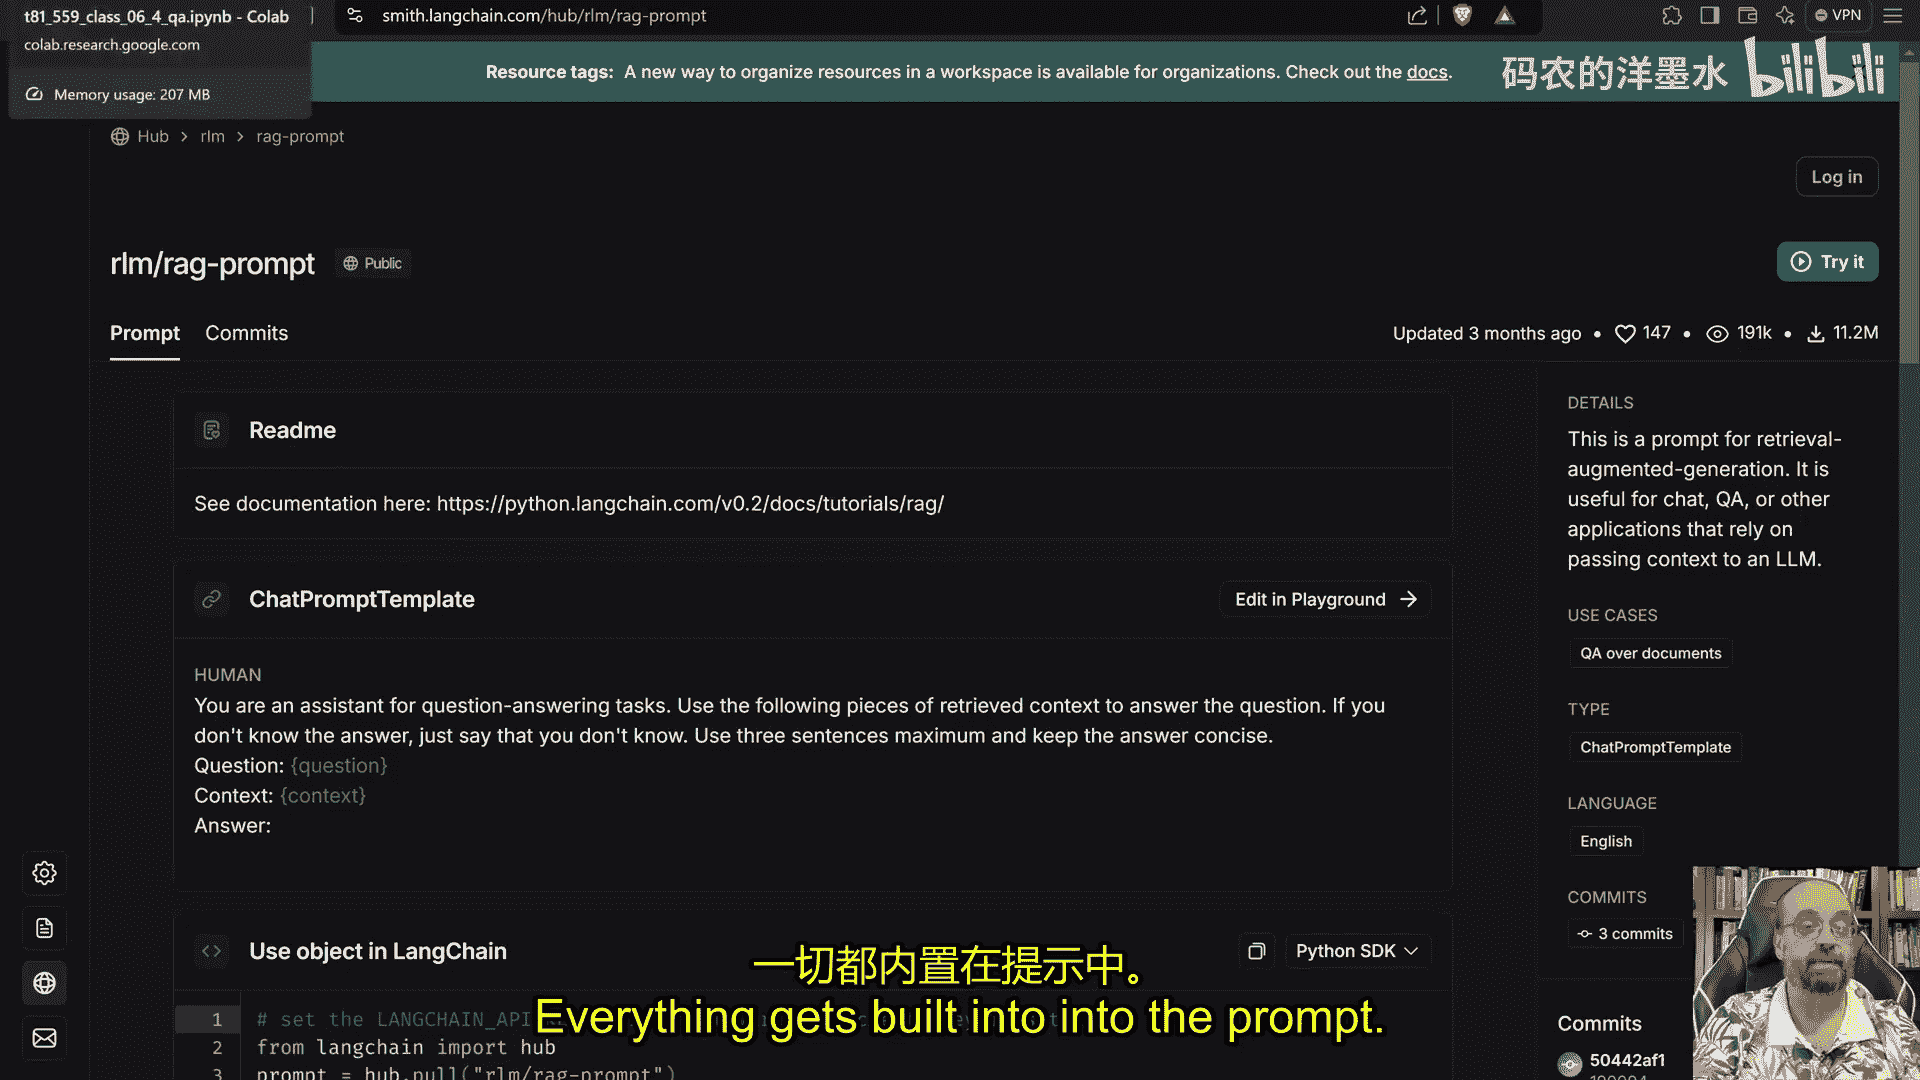 t81_559_class_06_4_qa.ipynb - Colab
colab.research.google.com
Memory usage: 207 MB
smith.langchain.com/hub/rlm/rag-prompt
VPN
Resource tags: A new way to organize resources in a workspace is available for organizations. Check out the docs.
码农的洋墨水 bilibili
Hub > rlm > rag-prompt
Log in
rlm/rag-prompt Public
Try it
Prompt Commits
Updated 3 months ago • 147 • 191k • 11.2M
Readme
See documentation here: https://python.langchain.com/v0.2/docs/tutorials/rag/
ChatPromptTemplate
Edit in Playground
HUMAN
You are an assistant for question-answering tasks. Use the following pieces of retrieved context to answer the question. If you
don't know the answer, just say that you don't know. Use three sentences maximum and keep the answer concise.
Question: {question}
Context: {context}
Answer:
Use object in LangChain
Python SDK
1 # set the LANGCHAIN_API
2 from langchain import hub
3 prompt = hub.pull("rlm/rag-prompt")
DETAILS
This is a prompt for retrieval-
augmented-generation. It is
useful for chat, QA, or other
applications that rely on
passing context to an LLM.
USE CASES
QA over documents
TYPE
ChatPromptTemplate
LANGUAGE
English
COMMITS
3 commits
Commits
50442af1
一切都内置在提示中。
Everything gets built into into the prompt.